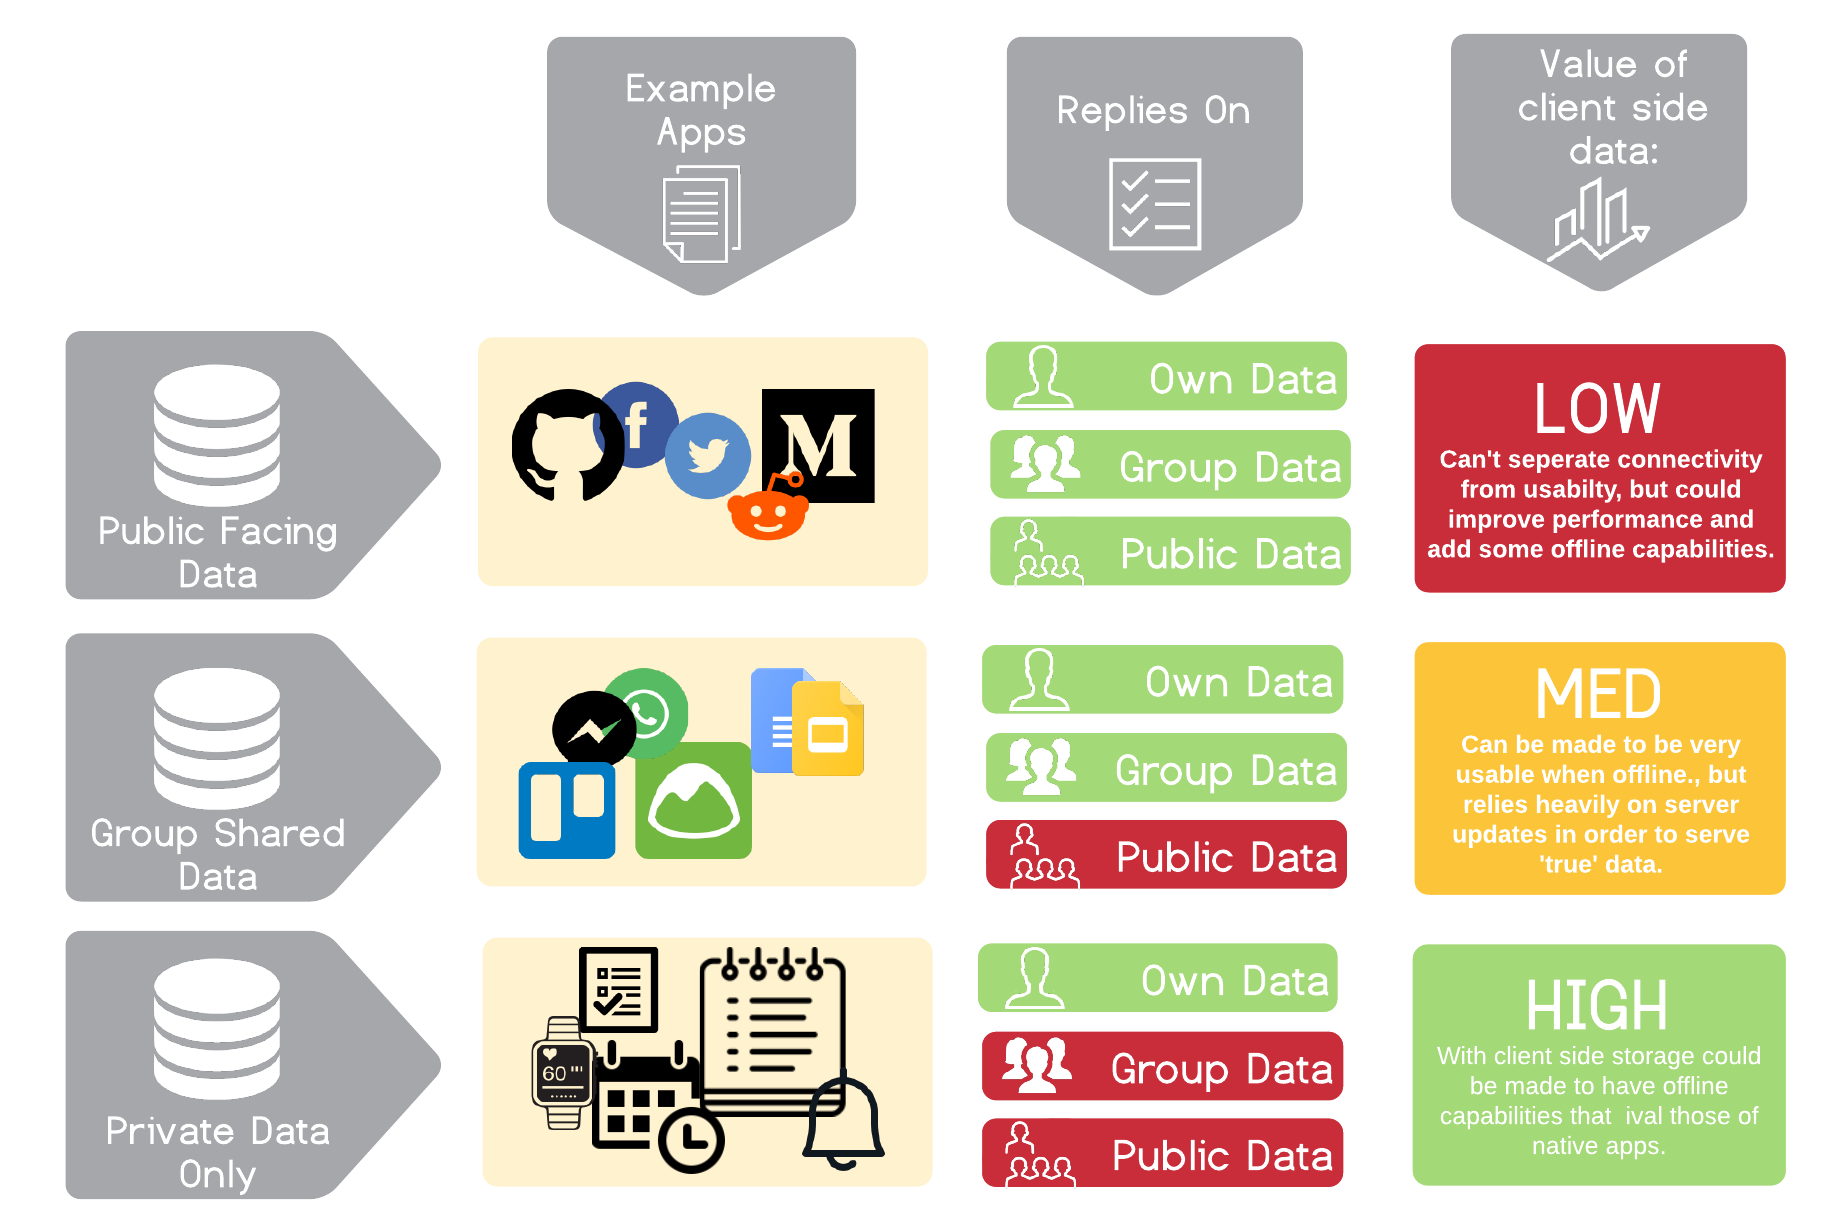 Example
Apps
Replies On
Value of
client side
data:
Public Facing
Data
f
M
Own Data
Group Data
Public Data
LOW
Can't seperate connectivity
from usabilty, but could
improve performance and
add some offline capabilities.
Group Shared
Data
Own Data
Group Data
Public Data
MED
Can be made to be very
usable when offline., but
relies heavily on server
updates in order to serve
'true' data.
Private Data
Only
60
Own Data
Group Data
Public Data
HIGH
With client side storage could
be made to have offline
capabilities that  ival those of
native apps.